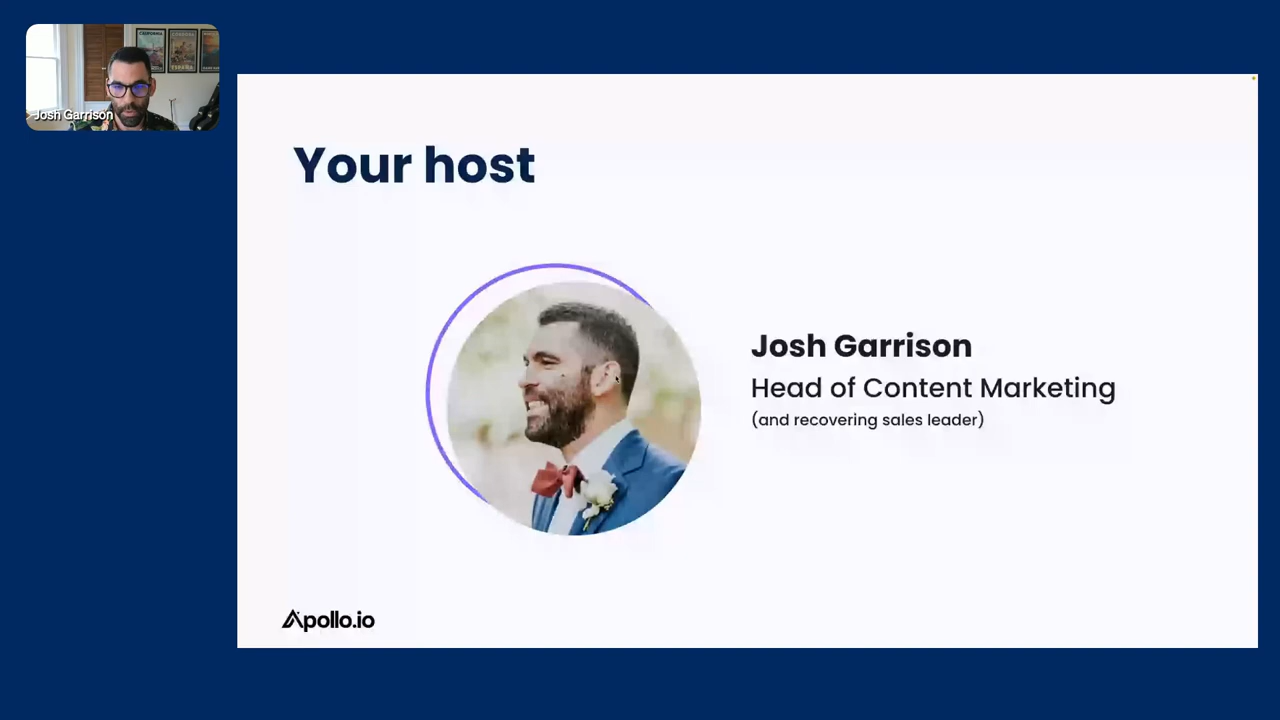 Josh Garrison
Your host
Josh Garrison
Head of Content Marketing
(and recovering sales leader)
Apollo.io